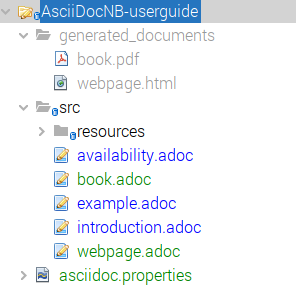 AsciiDocNB-userguide
generated_documents
book.pdf
webpage.html
src
resources
availability.adoc
book.adoc
example.adoc
introduction.adoc
webpage.adoc
asciidoc.properties